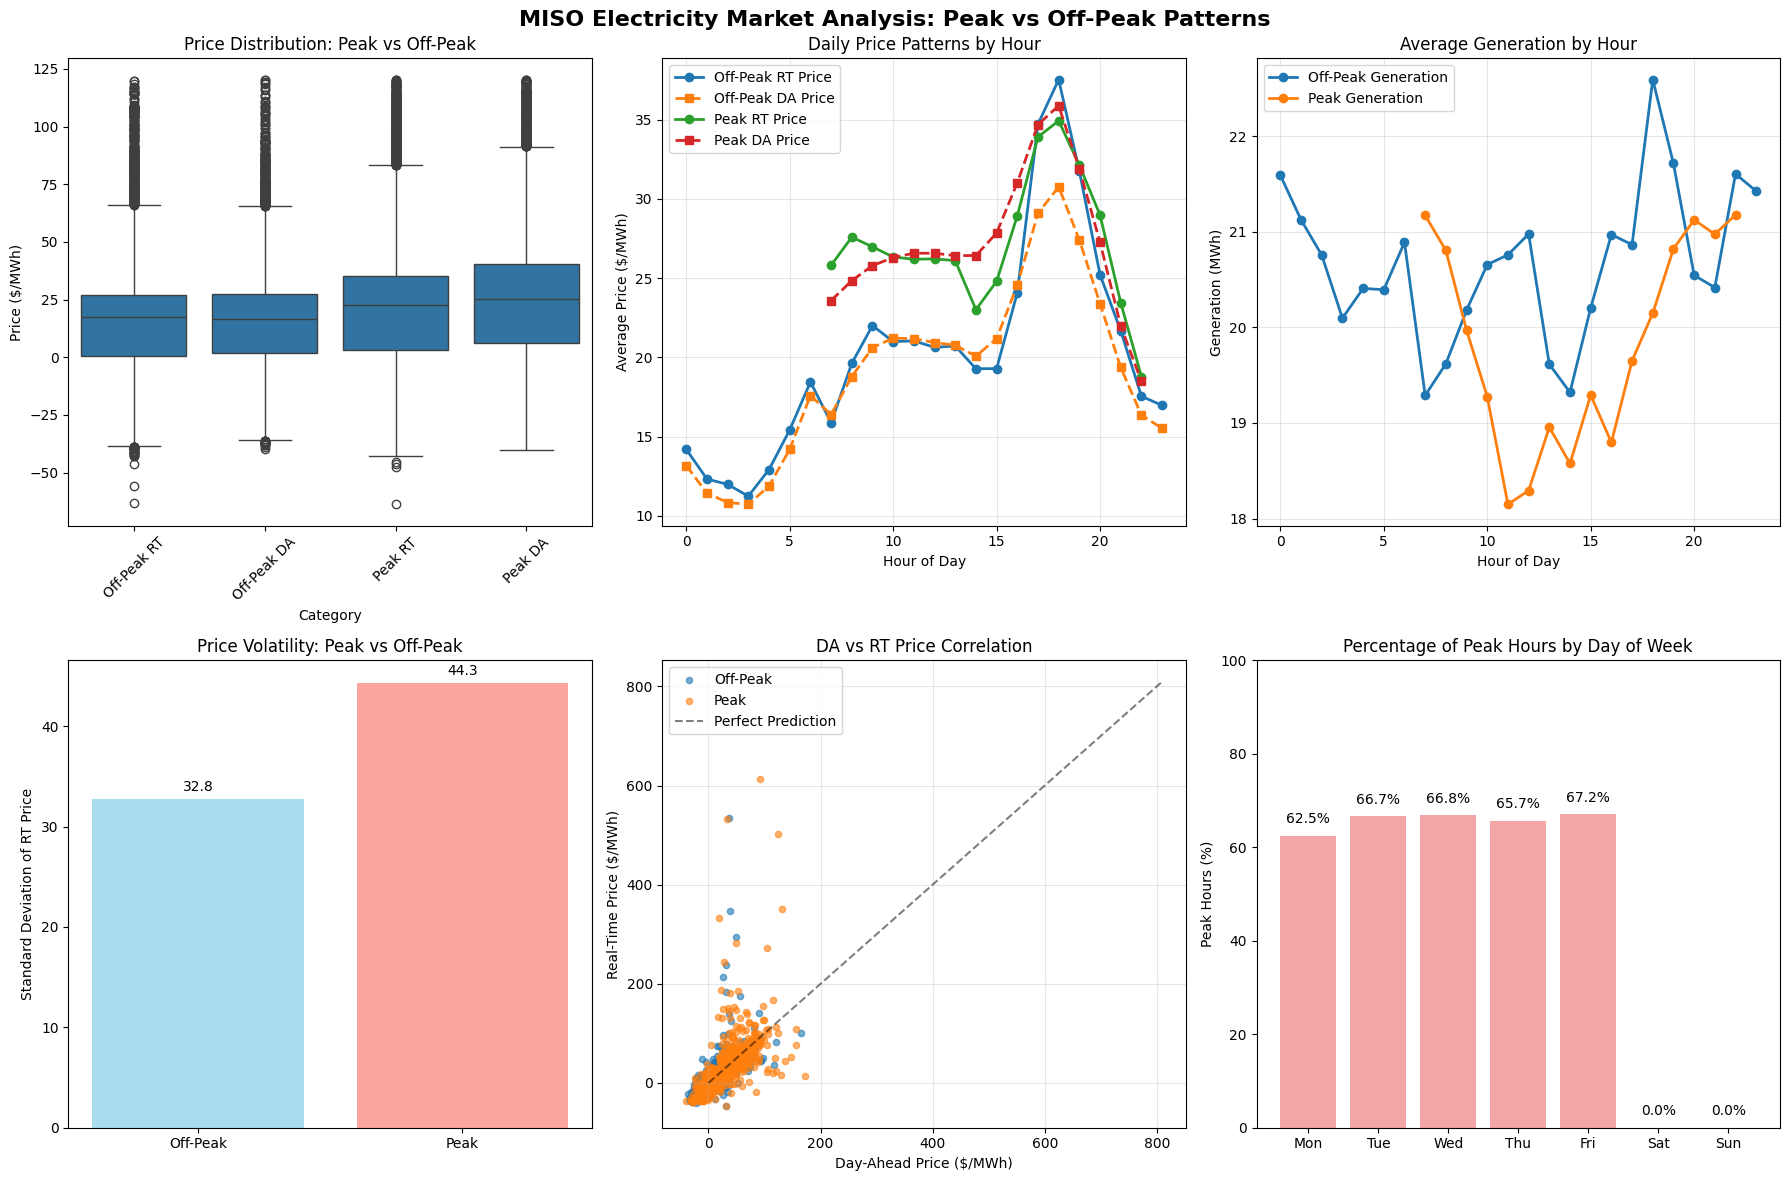 MISO Electricity Market Analysis: Peak vs Off-Peak Patterns
Price Distribution: Peak vs Off-Peak
Price ($/MWh)
125
100
75
50
25
0
−25
−50
Off-Peak RT
Off-Peak DA
Peak RT
Peak DA
Category
Daily Price Patterns by Hour
Off-Peak RT Price
Off-Peak DA Price
Peak RT Price
Peak DA Price
Average Price ($/MWh)
35
30
25
20
15
10
0 5 10 15 20
Hour of Day
Average Generation by Hour
Off-Peak Generation
Peak Generation
Generation (MWh)
22
21
20
19
18
0 5 10 15 20
Hour of Day
Price Volatility: Peak vs Off-Peak
Standard Deviation of RT Price
40
30
20
10
0
32.8
44.3
Off-Peak
Peak
DA vs RT Price Correlation
Off-Peak
Peak
Perfect Prediction
Real-Time Price ($/MWh)
800
600
400
200
0
0 200 400 600 800
Day-Ahead Price ($/MWh)
Percentage of Peak Hours by Day of Week
Peak Hours (%)
100
80
60
40
20
0
62.5%
66.7%
66.8%
65.7%
67.2%
0.0%
0.0%
Mon Tue Wed Thu Fri Sat Sun